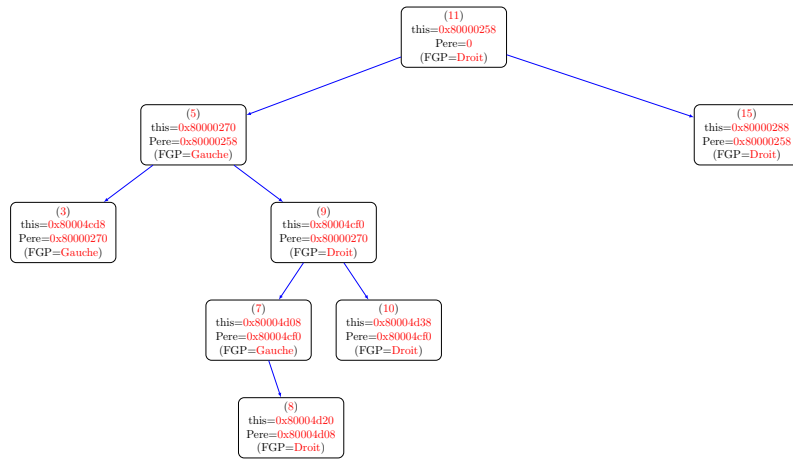 (11)
this=0x80000258
Pere=0
(FGP=Droit)
(5)
this=0x80000270
Pere=0x80000258
(FGP=Gauche)
(15)
this=0x80000288
Pere=0x80000258
(FGP=Droit)
(3)
this=0x80004cd8
Pere=0x80000270
(FGP=Gauche)
(9)
this=0x80004cf0
Pere=0x80000270
(FGP=Droit)
(7)
this=0x80004d08
Pere=0x80004cf0
(FGP=Gauche)
(10)
this=0x80004d38
Pere=0x80004cf0
(FGP=Droit)
(8)
this=0x80004d20
Pere=0x80004d08
(FGP=Droit)